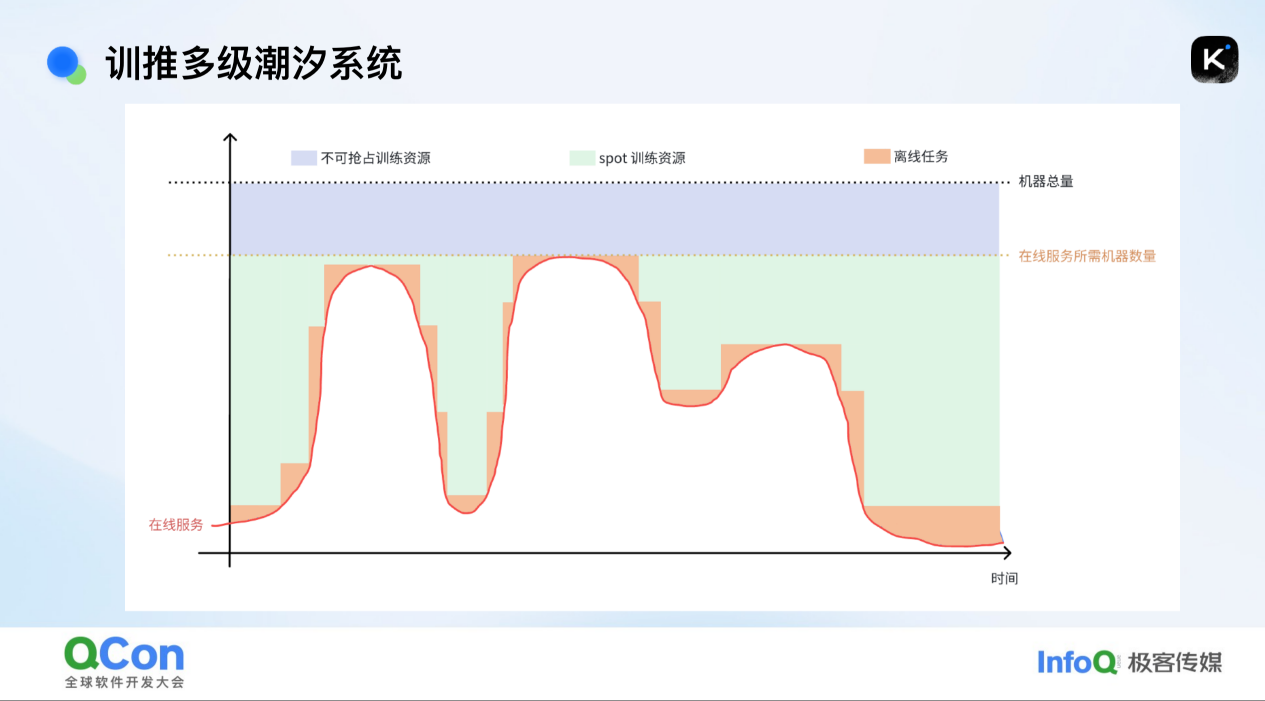 训推多级潮汐系统
K
不可抢占训练资源
spot 训练资源
离线任务
机器总量
在线服务所需机器数量
在线服务
时间
QCon
全球软件开发大会
InfoQ 极客传媒